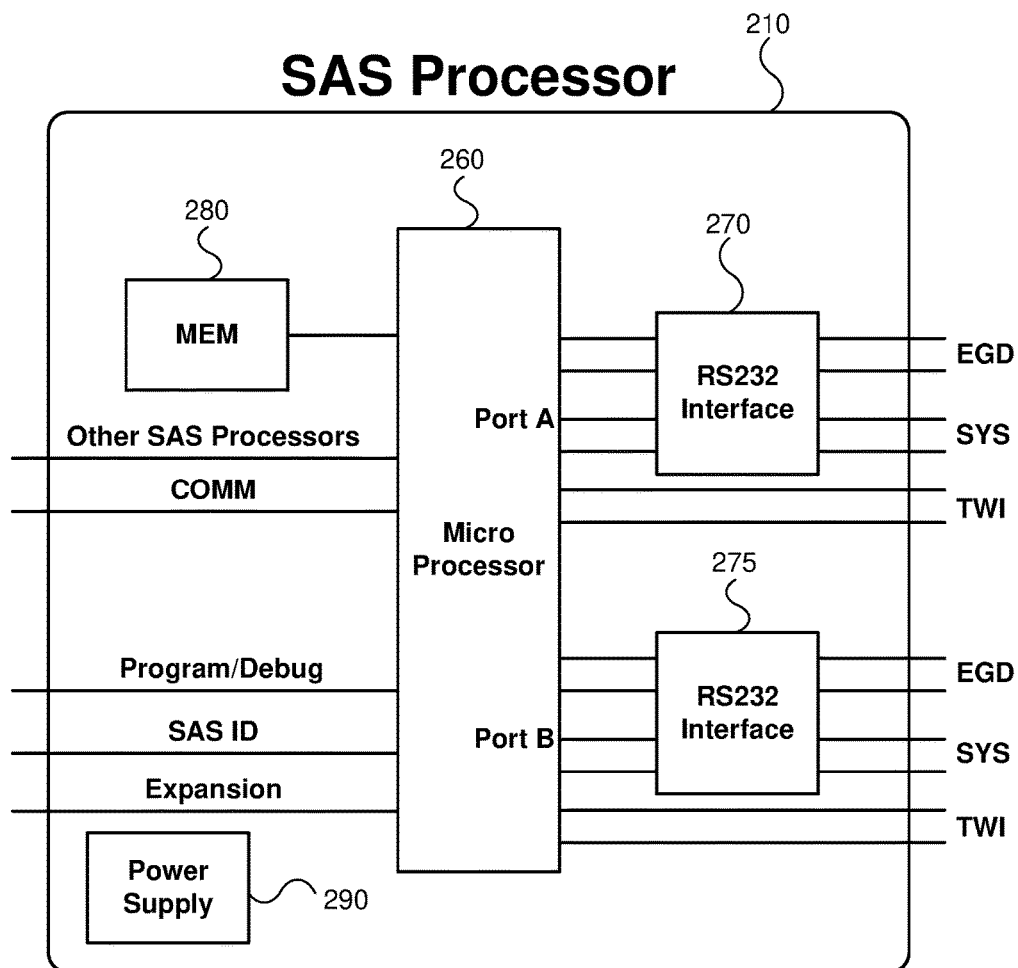 210
SAS Processor
260
280
270
MEM
RS232
Interface
EGD
SYS
TWI
Port A
Other SAS Processors
COMM
Micro
Processor
275
Program/Debug
SAS ID
Expansion
Port B
RS232
Interface
EGD
SYS
TWI
Power
Supply
290